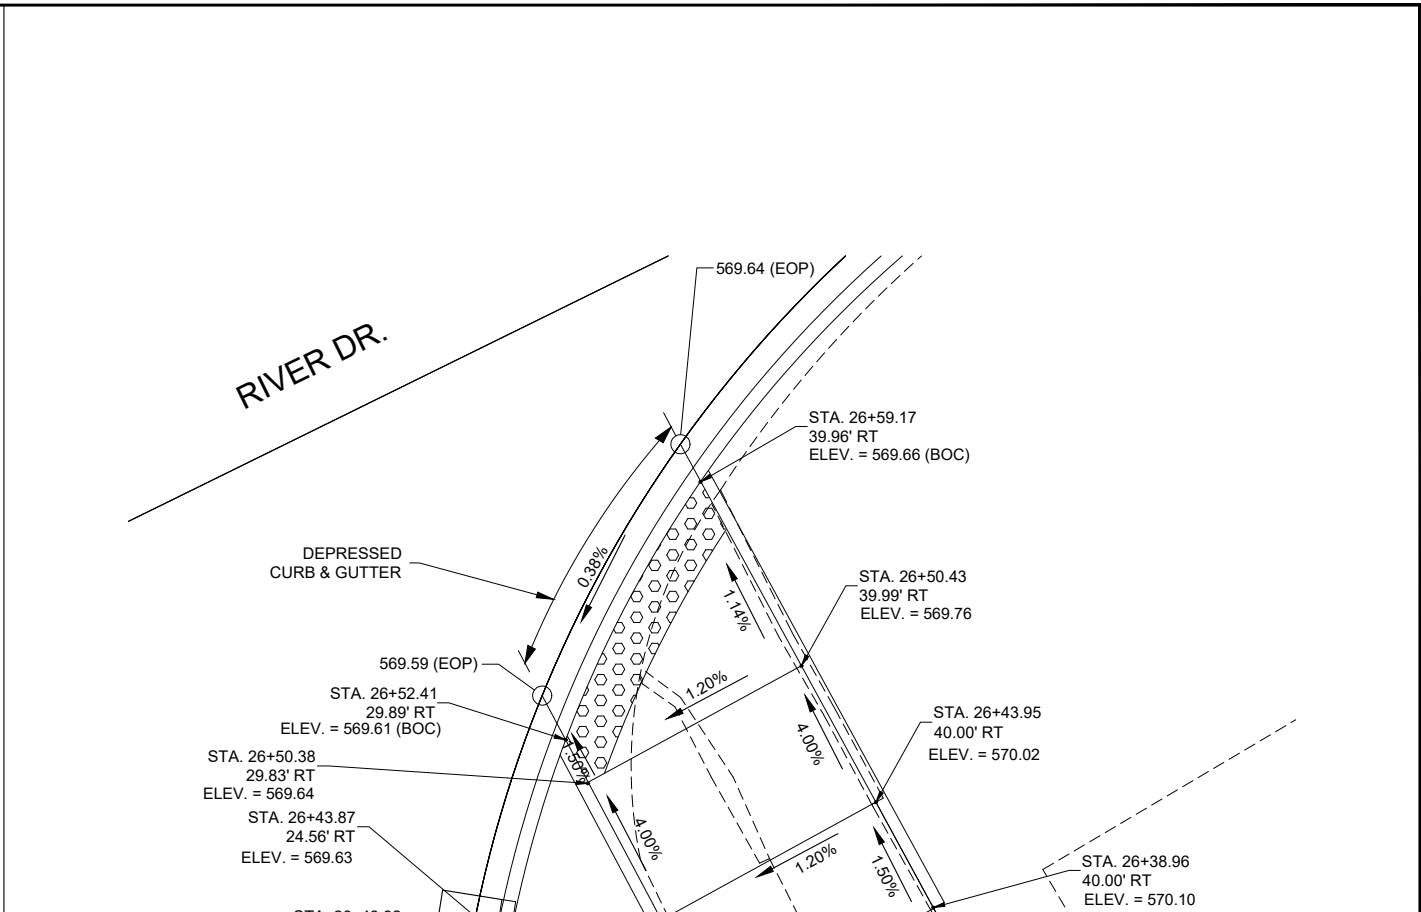 569.64 (EOP)
RIVER DR.
STA. 26+59.17
39.96' RT
ELEV. = 569.66 (BOC)
DEPRESSED
CURB & GUTTER
0.38%
STA. 26+50.43
39.99' RT
ELEV. = 569.76
1.14%
569.59 (EOP)
1.20%
STA. 26+52.41
29.89' RT
ELEV. = 569.61 (BOC)
STA. 26+43.95
40.00' RT
ELEV. = 570.02
4.00%
STA. 26+50.38
29.83' RT
ELEV. = 569.64
1.50%
STA. 26+43.87
24.56' RT
ELEV. = 569.63
4.00%
1.20%
1.50%
STA. 26+38.96
40.00' RT
ELEV. = 570.10